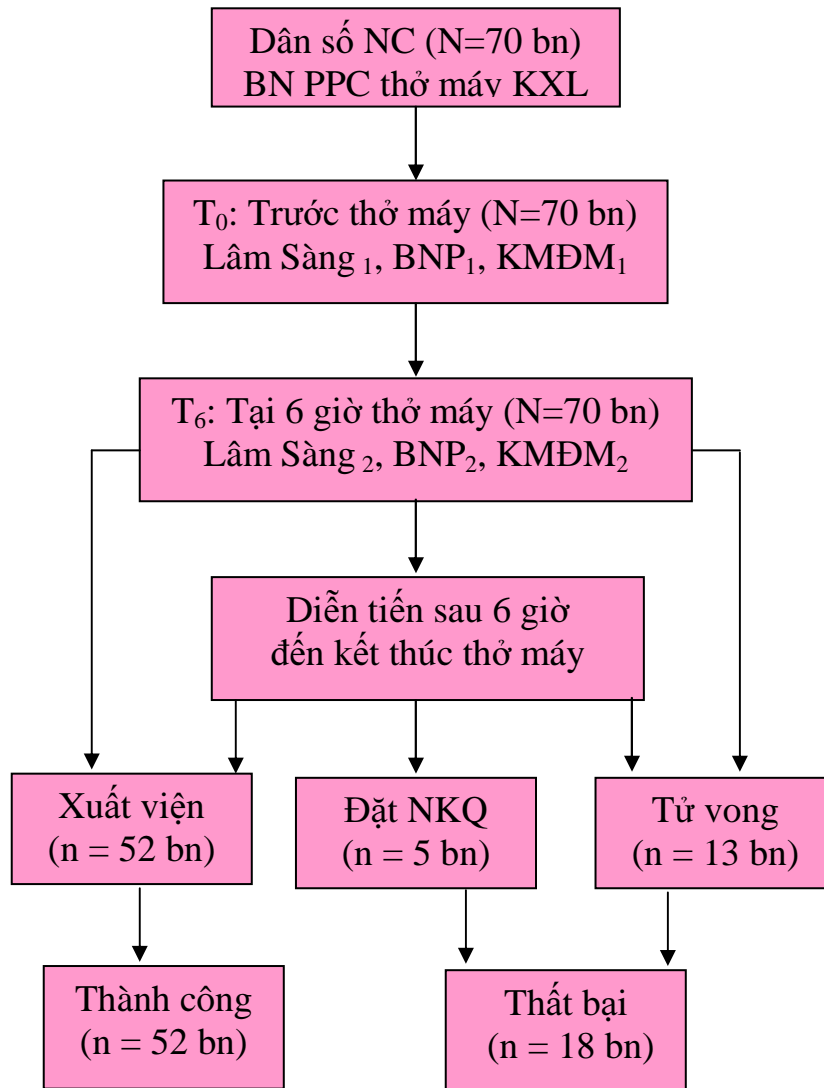 Dân số NC (N=70 bn)
BN PPC thở máy KXL
T₀: Trước thở máy (N=70 bn)
Lâm Sàng ₁, BNP₁, KMĐM₁
T₆: Tại 6 giờ thở máy (N=70 bn)
Lâm Sàng ₂, BNP₂, KMĐM₂
Diễn tiến sau 6 giờ
đến kết thúc thở máy
Xuất viện
(n = 52 bn)
Đặt NKQ
(n = 5 bn)
Tử vong
(n = 13 bn)
Thành công
(n = 52 bn)
Thất bại
(n = 18 bn)